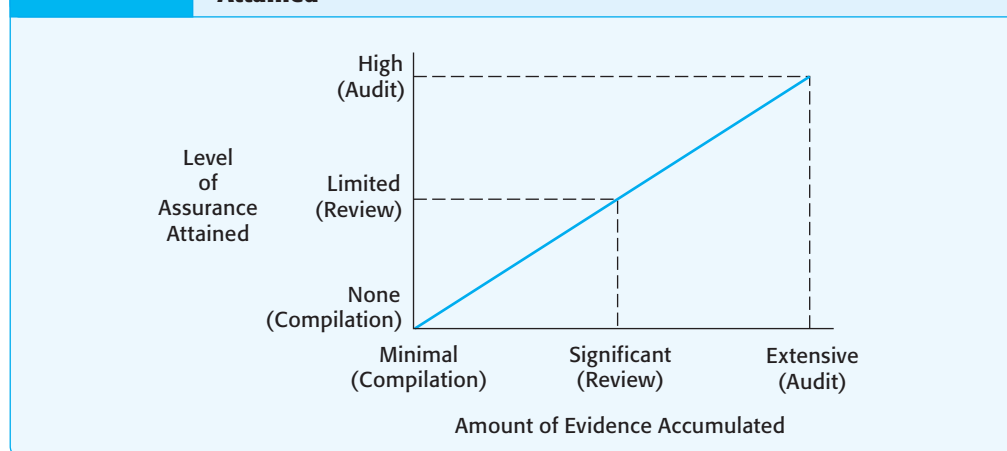 Attained
High
(Audit)
Level
of
Assurance
Attained
Limited
(Review)
None
(Compilation)
Minimal
(Compilation)
Significant
(Review)
Extensive
(Audit)
Amount of Evidence Accumulated